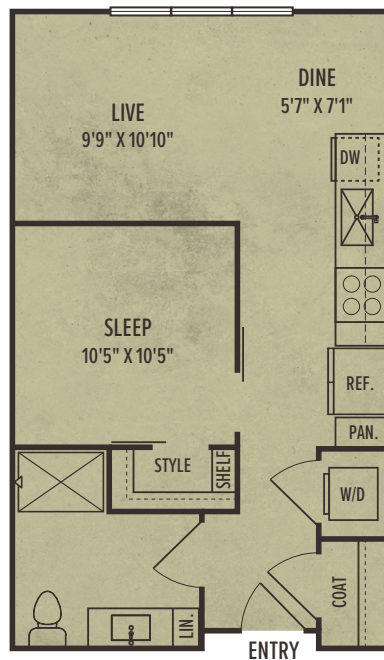 DINE
5'7" X 7'1"
LIVE
9'9" X 10'10"
DW
SLEEP
10'5" X 10'5"
REF.
PAN.
STYLE
SHELF
W/D
COAT
LIN.
ENTRY